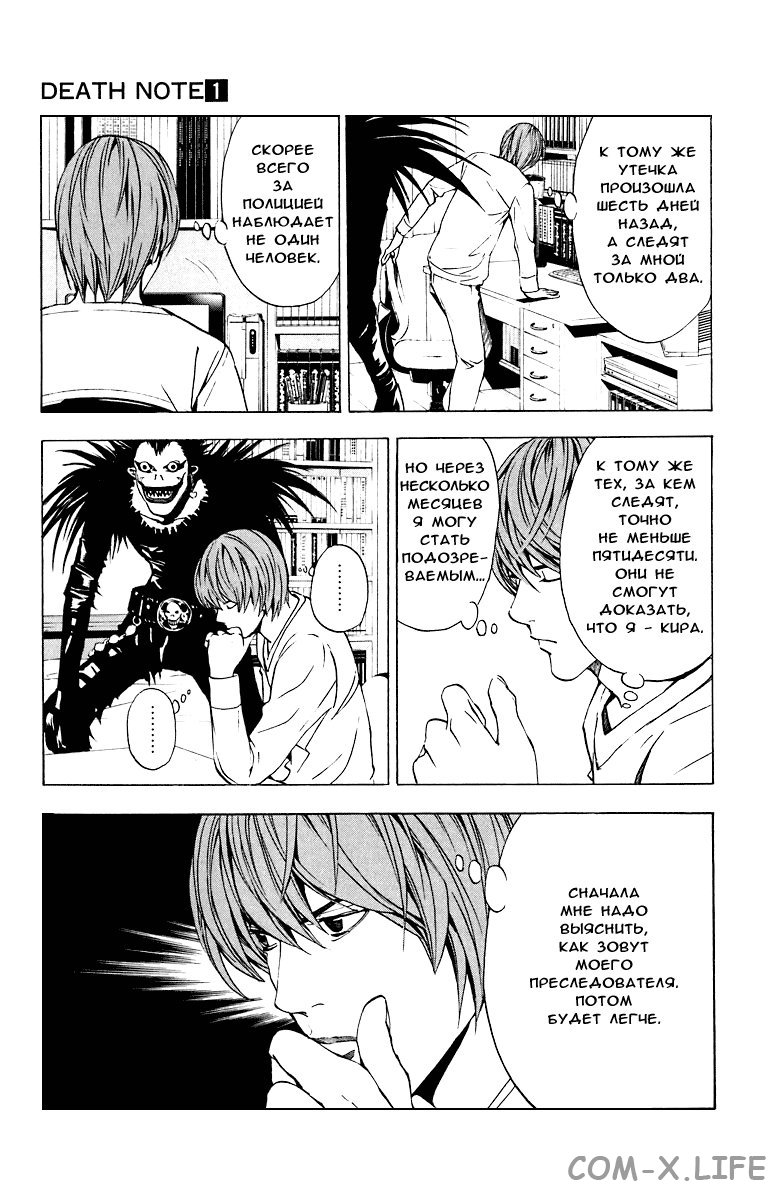 DEATH NOTE 1
К ТОМУ ЖЕ
УТЕЧКА
ПРОИЗОШЛА
ШЕСТЬ ДНЕЙ
НАЗАД,
А СЛЕДЯТ
ЗА МНОЙ
ТОЛЬКО ДВА.
СКОРЕЕ
ВСЕГО
ЗА
ПОЛИЦИЕЙ
НАБЛЮДАЕТ
НЕ ОДИН
ЧЕЛОВЕК.
К ТОМУ ЖЕ
ТЕХ, ЗА КЕМ
СЛЕДЯТ,
ТОЧНО
НЕ МЕНЬШЕ
ПЯТИДЕСЯТИ.
ОНИ НЕ
СМОГУТ
ДОКАЗАТЬ,
ЧТО Я - КИРА.
НО ЧЕРЕЗ
НЕСКОЛЬКО
МЕСЯЦЕВ
Я МОГУ
СТАТЬ
ПОДОЗРЕ-
ВАЕМЫМ...
........
........
СНАЧАЛА
МНЕ НАДО
ВЫЯСНИТЬ,
КАК ЗОВУТ
МОЕГО
ПРЕСЛЕДОВАТЕЛЯ.
ПОТОМ
БУДЕТ ЛЕГЧЕ.
COM-X.LIFE